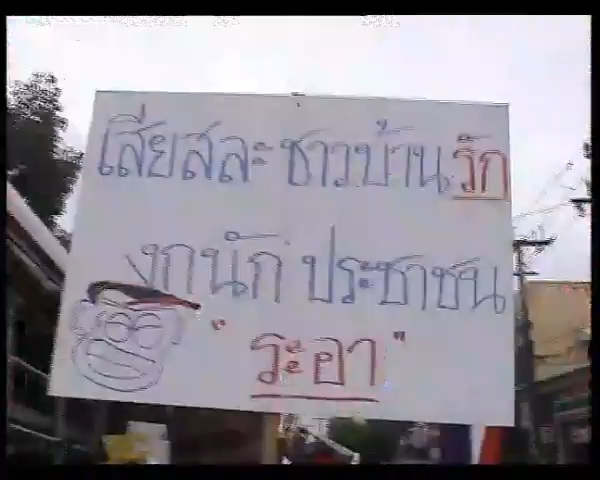 เสียสละ ชาวบ้าน รัก
งกนัก ประชาชน
"ระอา"